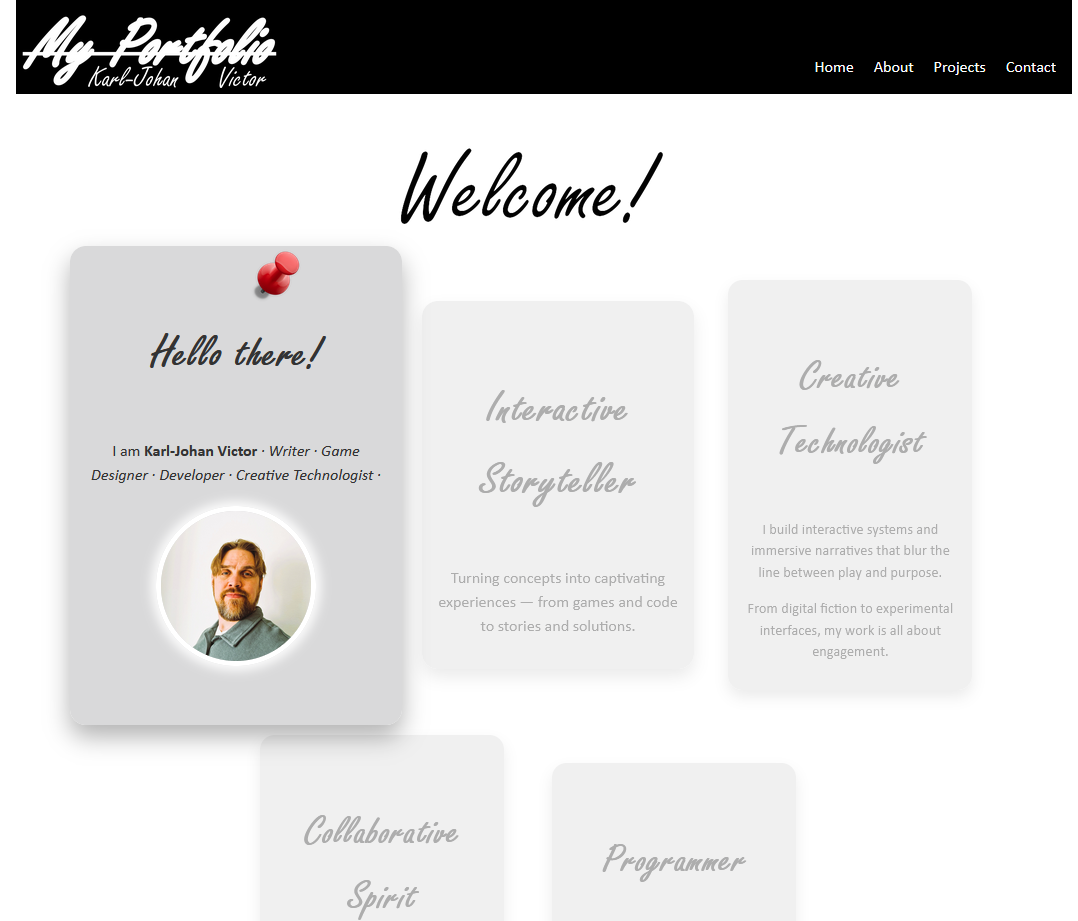 My Portfolio
Karl-Johan Victor
Home About Projects Contact
Welcome!
Hello there!
I am Karl-Johan Victor · Writer · Game
Designer · Developer · Creative Technologist ·
Interactive
Storyteller
Turning concepts into captivating
experiences — from games and code
to stories and solutions.
Creative
Technologist
I build interactive systems and
immersive narratives that blur the
line between play and purpose.
From digital fiction to experimental
interfaces, my work is all about
engagement.
Collaborative
Spirit
Programmer